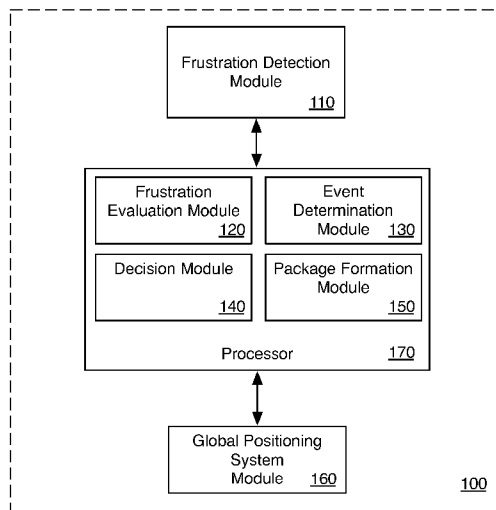 Frustration Detection
Module
110
Frustration
Evaluation Module
120
Event
Determination
Module
130
Decision Module
140
Package Formation
Module
150
Processor
170
Global Positioning
System
Module
160
100